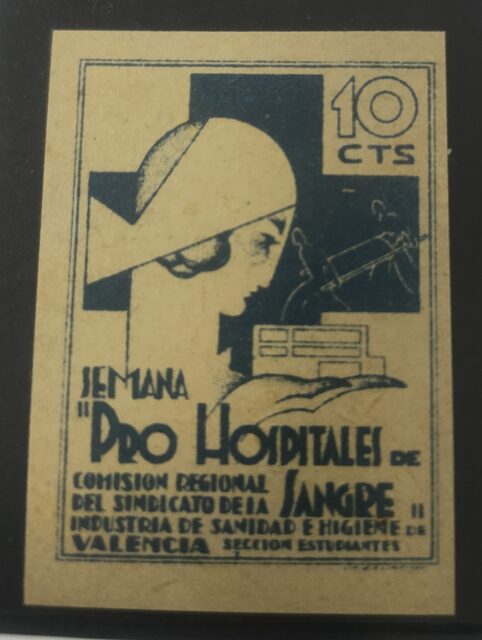 10
CTS
SEMANA
"PRO HOSPITALES DE
SANGRE"
COMISION REGIONAL
DEL SINDICATO DE LA
INDUSTRIA DE SANIDAD E HIGIENE DE
VALENCIA SECCION ESTUDIANTES